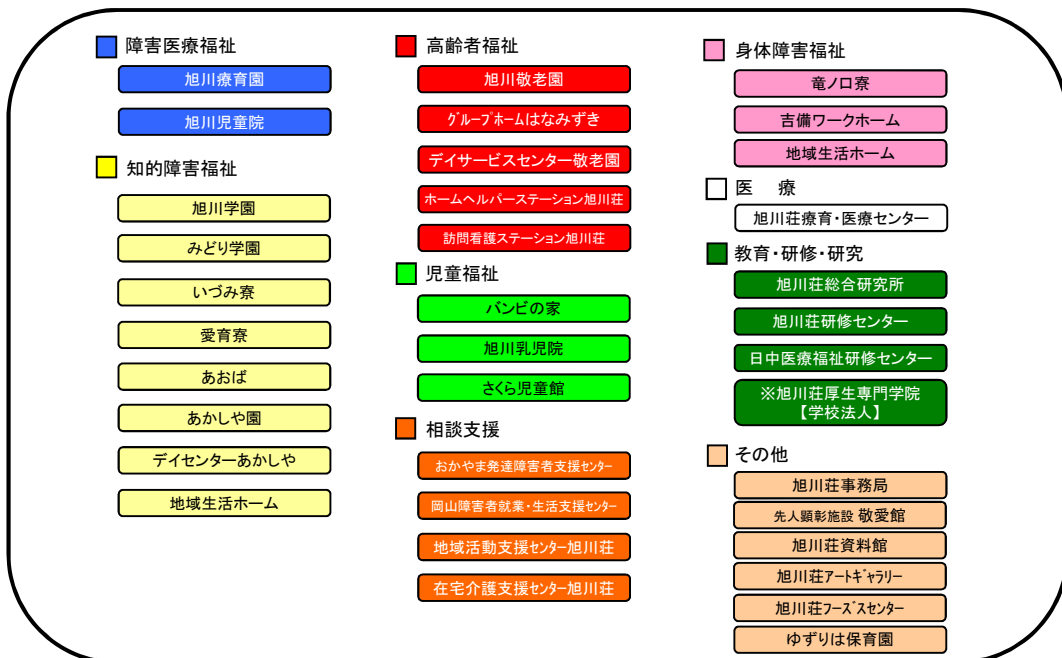 障害医療福祉
旭川療育園
旭川児童院
知的障害福祉
旭川学園
みどり学園
いづみ寮
愛育寮
あおば
あかしや園
デイセンターあかしや
地域生活ホーム
高齢者福祉
旭川敬老園
グループホームはなみずき
デイサービスセンター敬老園
ホームヘルパーステーション旭川荘
訪問看護ステーション旭川荘
児童福祉
バンビの家
旭川乳児院
さくら児童館
相談支援
おかやま発達障害者支援センター
岡山障害者就業・生活支援センター
地域活動支援センター旭川荘
在宅介護支援センター旭川荘
身体障害福祉
竜ノ口寮
吉備ワークホーム
地域生活ホーム
医　療
旭川荘療育・医療センター
教育・研修・研究
旭川荘総合研究所
旭川荘研修センター
日中医療福祉研修センター
※旭川荘厚生専門学院
【学校法人】
その他
旭川荘事務局
先人顕彰施設 敬愛館
旭川荘資料館
旭川荘アートギャラリー
旭川荘フーズスセンター
ゆずりは保育園